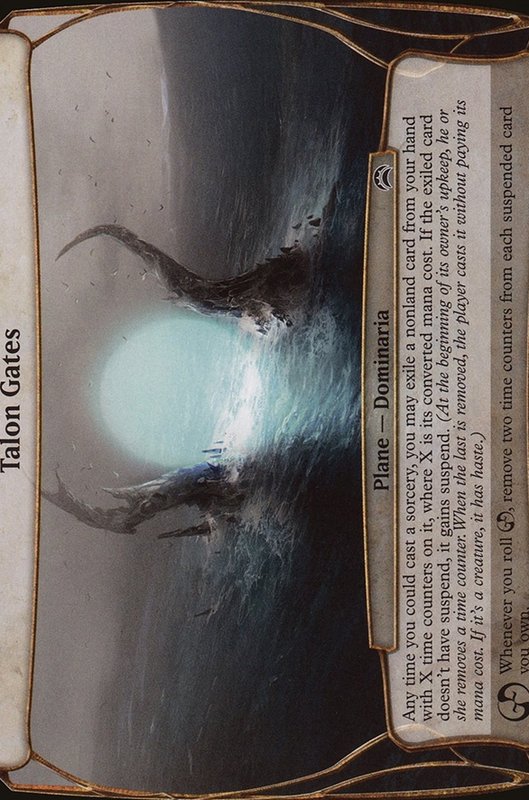 Talon Gates
Plane — Dominaria
Any time you could cast a sorcery, you may exile a nonland card from your hand
with X time counters on it, where X is its converted mana cost. If the exiled card
doesn't have suspend, it gains suspend. (At the beginning of its owner's upkeep, he or
she removes a time counter. When the last is removed, the player casts it without paying its
mana cost. If it's a creature, it has haste.)
Whenever you roll , remove two time counters from each suspended card
you own.